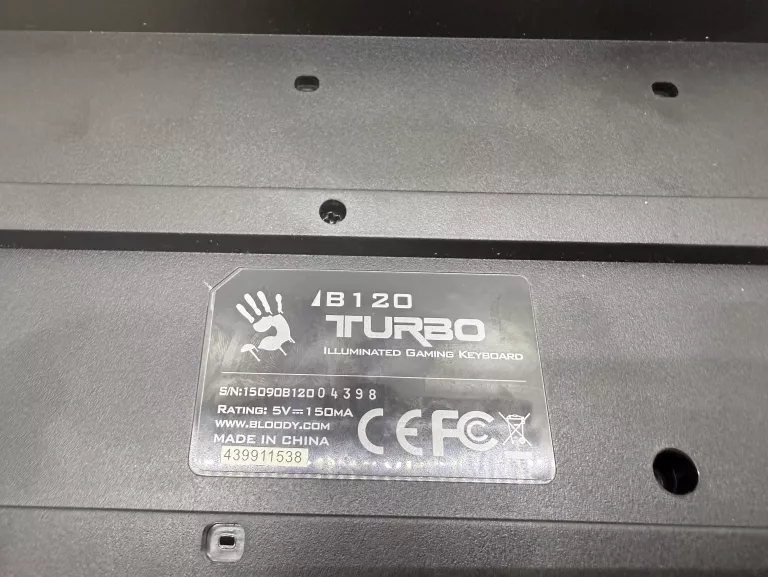 B120
TURBO
ILLUMINATED GAMING KEYBOARD
S/N:15090B12004398
RATING: 5V⎓150MA
WWW.BLOODY.COM
MADE IN CHINA
CE FC
439911538